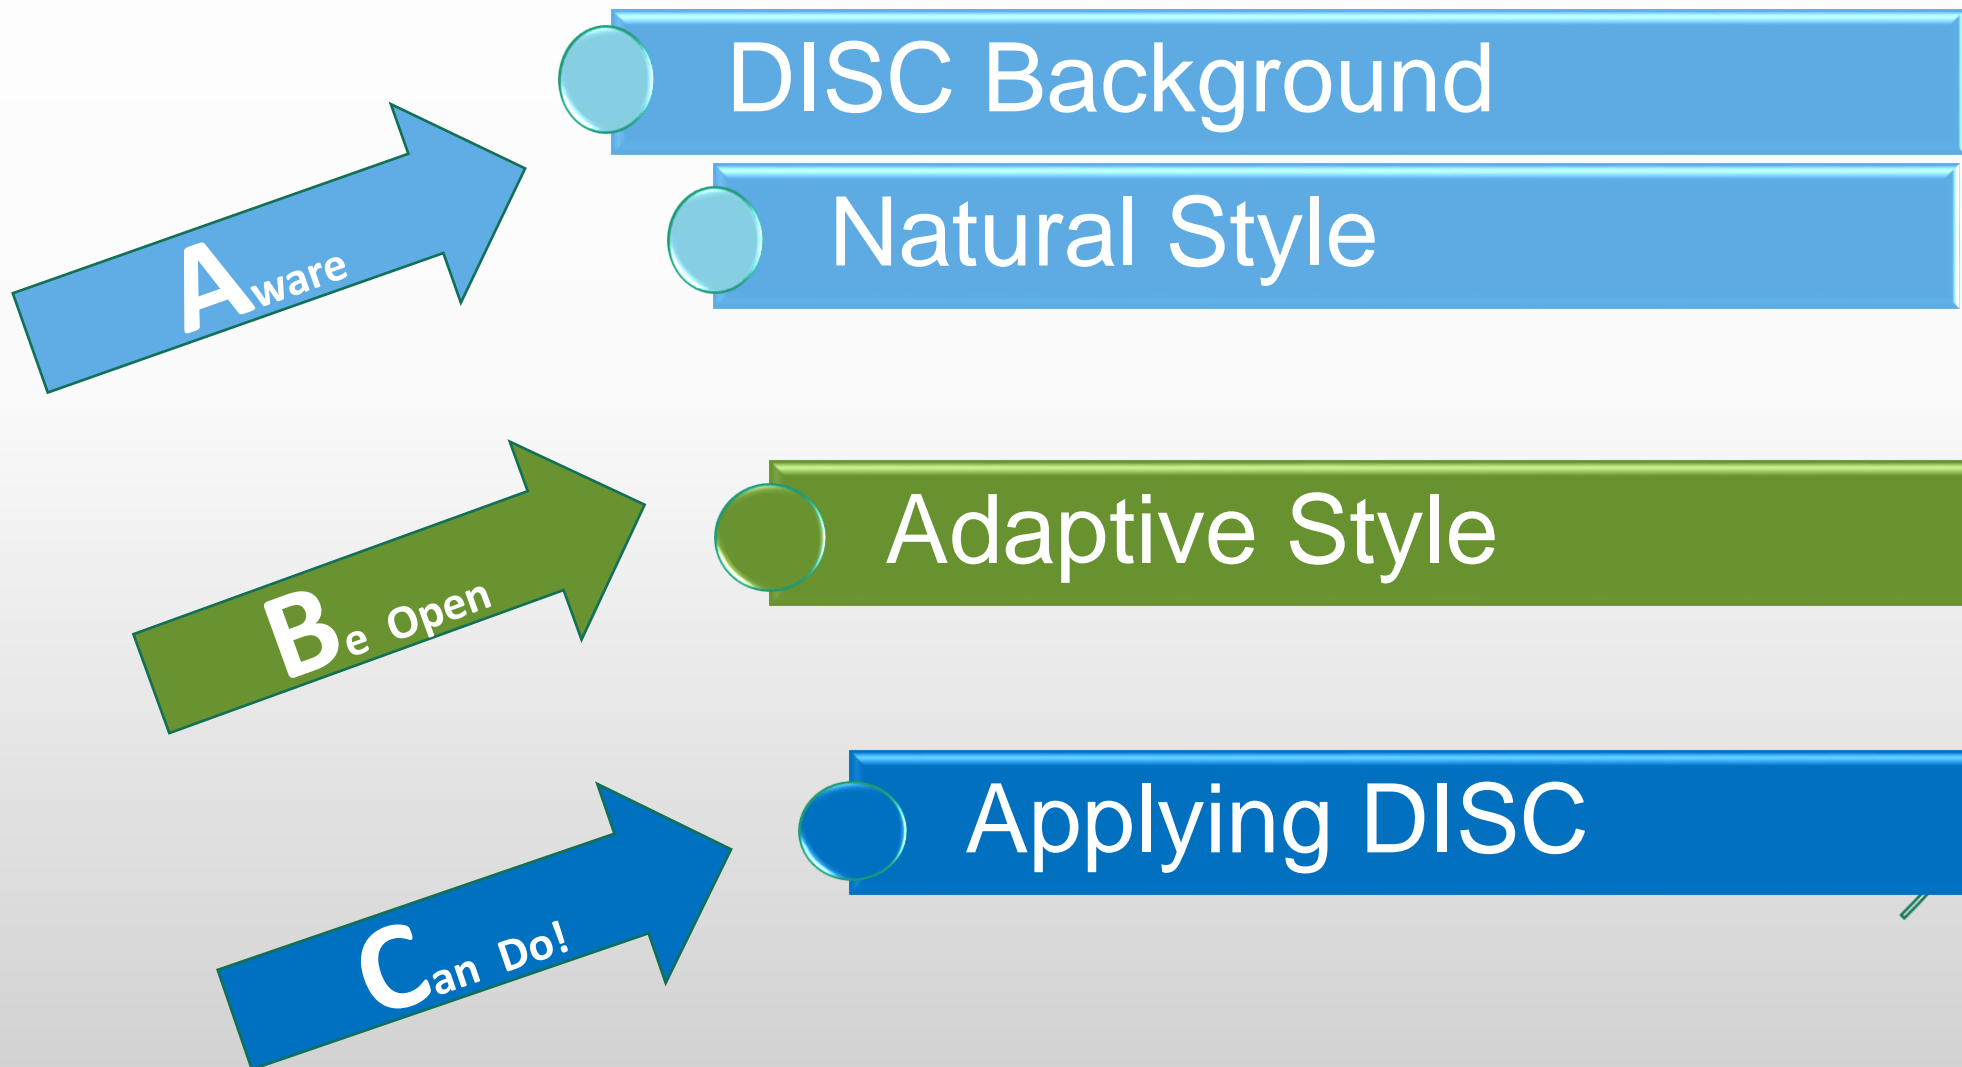 DISC Background
Natural Style
Aware
Adaptive Style
Be Open
Applying DISC
Can Do!